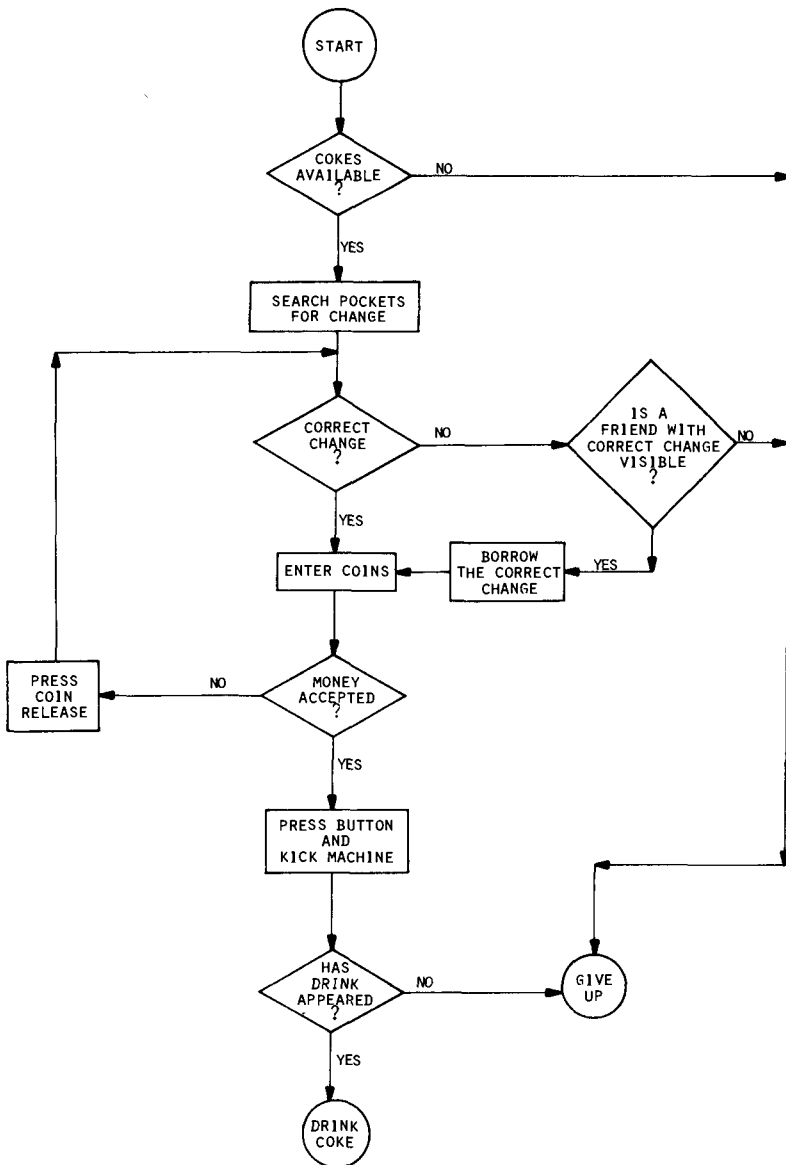 START
COKES
AVAILABLE
?
NO
YES
SEARCH POCKETS
FOR CHANGE
CORRECT
CHANGE
?
NO
IS A
FRIEND WITH
CORRECT CHANGE
VISIBLE
?
NO
YES
YES
ENTER COINS
BORROW
THE CORRECT
CHANGE
MONEY
ACCEPTED
?
NO
PRESS
COIN
RELEASE
YES
PRESS BUTTON
AND
KICK MACHINE
HAS
DRINK
APPEARED
?
NO
GIVE
UP
YES
DRINK
COKE